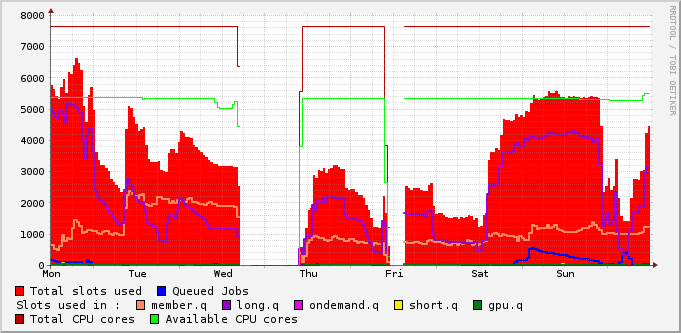 8000
7000
6000
5000
4000
3000
2000
1000
0
Mon Tue Wed Thu Fri Sat Sun
Total slots used Queued Jobs
Slots used in : member.q long.q ondemand.q short.q gpu.q
Total CPU cores Available CPU cores
RRDTOOL / TOBI OETIKER